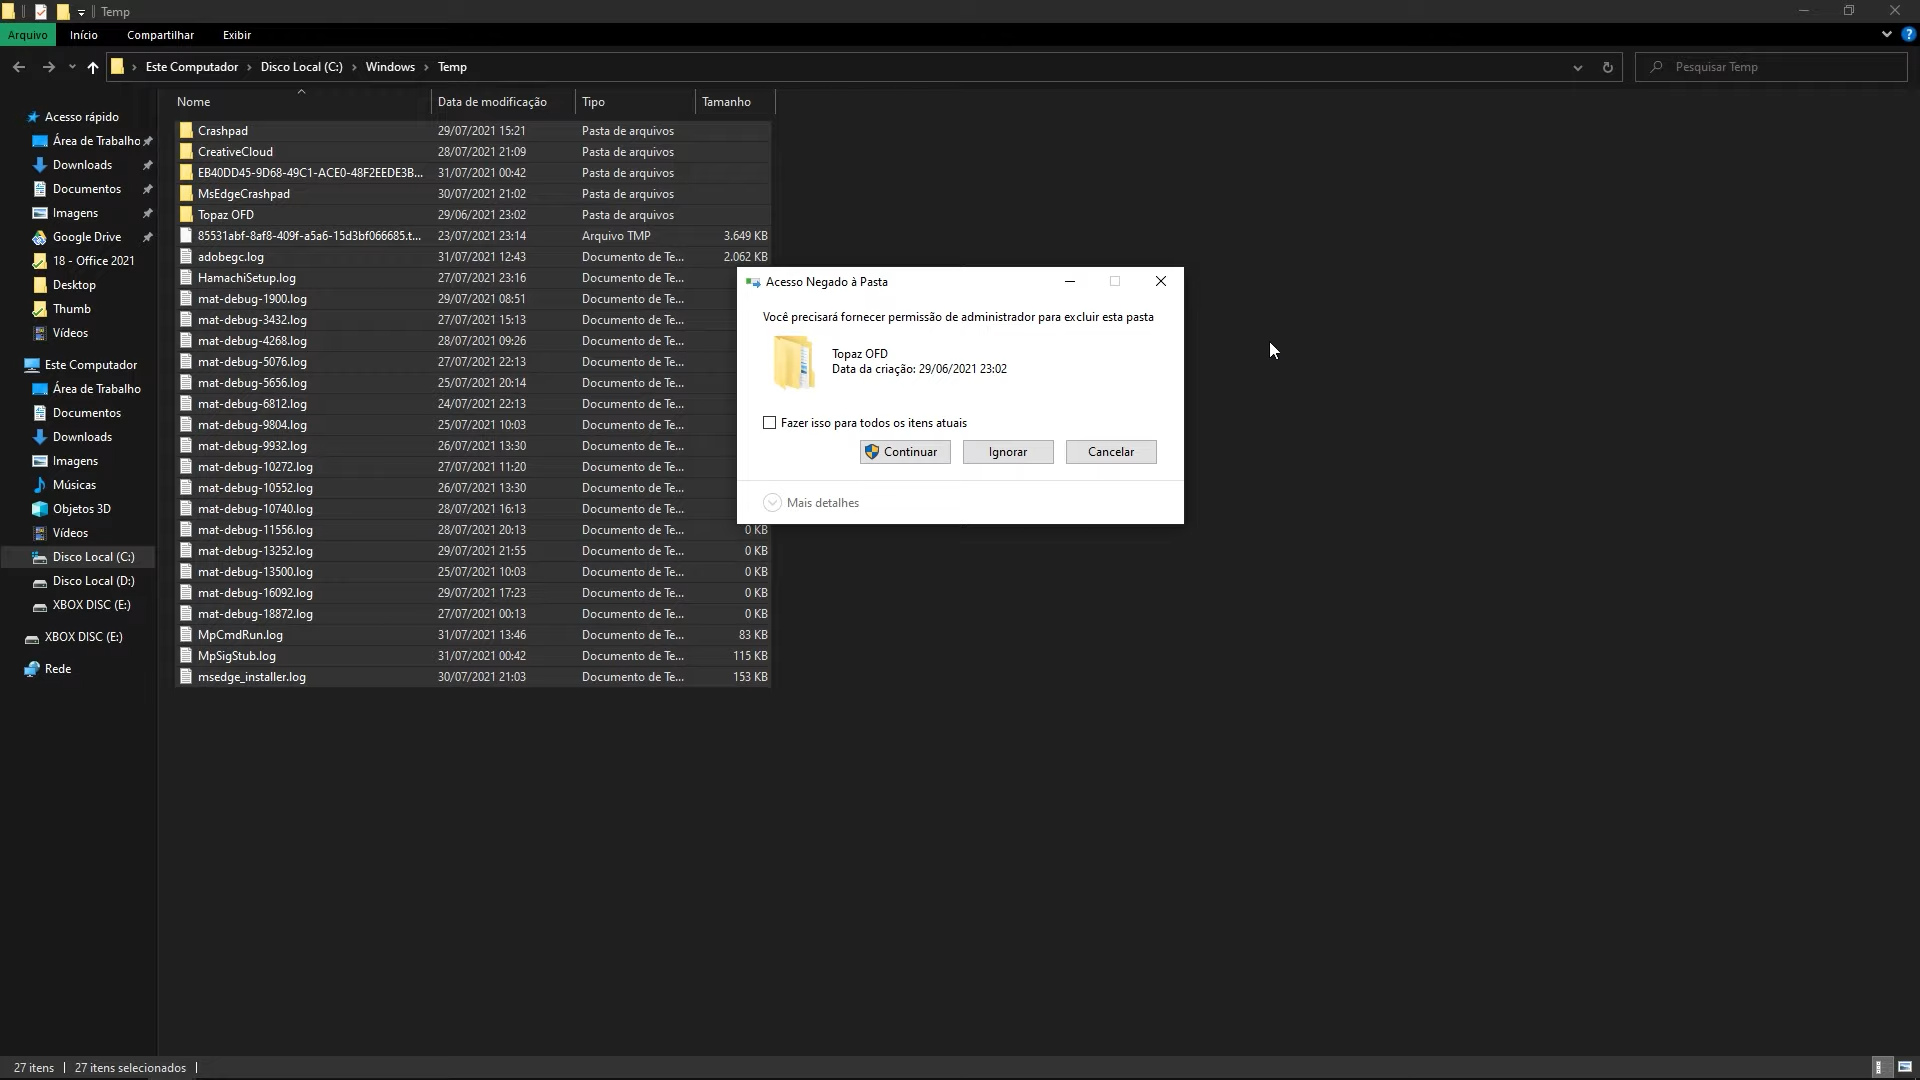 Temp
Arquivo Início Compartilhar Exibir
Este Computador Disco Local (C:) Windows Temp
Pesquisar Temp
Nome Data de modificação Tipo Tamanho
Crashpad 29/07/2021 15:21 Pasta de arquivos
CreativeCloud 28/07/2021 21:09 Pasta de arquivos
EB40DD45-9D68-49C1-ACE0-48F2EEDE3B... 31/07/2021 00:42 Pasta de arquivos
MsEdgeCrashpad 30/07/2021 21:02 Pasta de arquivos
Topaz OFD 29/06/2021 23:02 Pasta de arquivos
85531abf-8af8-409f-a5a6-15d3bf066685.t... 23/07/2021 23:14 Arquivo TMP 3.649 KB
adobegc.log 31/07/2021 12:43 Documento de Te... 2.062 KB
HamachiSetup.log 27/07/2021 23:16 Documento de Te...
mat-debug-1900.log 29/07/2021 08:51 Documento de Te...
mat-debug-3432.log 27/07/2021 15:13 Documento de Te...
mat-debug-4268.log 28/07/2021 09:26 Documento de Te...
mat-debug-5076.log 27/07/2021 22:13 Documento de Te...
mat-debug-5656.log 25/07/2021 20:14 Documento de Te...
mat-debug-6812.log 24/07/2021 22:13 Documento de Te...
mat-debug-9804.log 25/07/2021 10:03 Documento de Te...
mat-debug-9932.log 26/07/2021 13:30 Documento de Te...
mat-debug-10272.log 27/07/2021 11:20 Documento de Te...
mat-debug-10552.log 26/07/2021 13:30 Documento de Te...
mat-debug-10740.log 28/07/2021 16:13 Documento de Te...
mat-debug-11556.log 28/07/2021 20:13 Documento de Te... 0 KB
mat-debug-13252.log 29/07/2021 21:55 Documento de Te... 0 KB
mat-debug-13500.log 25/07/2021 10:03 Documento de Te... 0 KB
mat-debug-16092.log 29/07/2021 17:23 Documento de Te... 0 KB
mat-debug-18872.log 27/07/2021 00:13 Documento de Te... 0 KB
MpCmdRun.log 31/07/2021 13:46 Documento de Te... 83 KB
MpSigStub.log 31/07/2021 00:42 Documento de Te... 115 KB
msedge_installer.log 30/07/2021 21:03 Documento de Te... 153 KB
Acesso rápido
Área de Trabalho
Downloads
Documentos
Imagens
Google Drive
18 - Office 2021
Desktop
Thumb
Vídeos
Este Computador
Área de Trabalho
Documentos
Downloads
Imagens
Músicas
Objetos 3D
Vídeos
Disco Local (C:)
Disco Local (D:)
XBOX DISC (E:)
XBOX DISC (E:)
Rede
Acesso Negado à Pasta
Você precisará fornecer permissão de administrador para excluir esta pasta
Topaz OFD
Data da criação: 29/06/2021 23:02
Fazer isso para todos os itens atuais
Continuar Ignorar Cancelar
Mais detalhes
27 itens 27 itens selecionados